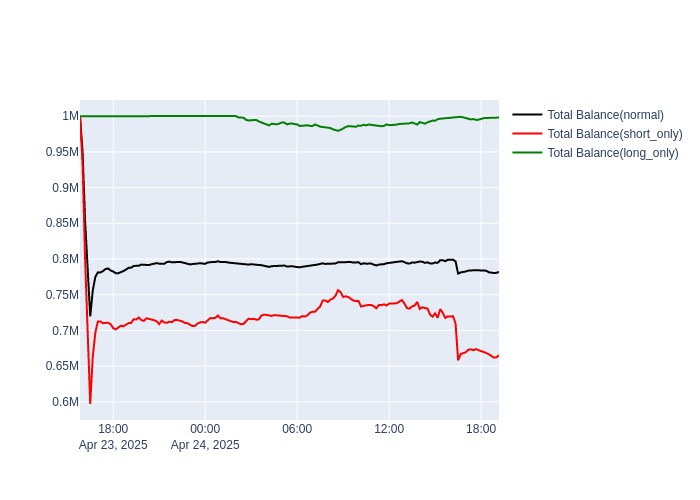 1M
0.95M
0.9M
0.85M
0.8M
0.75M
0.7M
0.65M
0.6M
18:00
00:00
06:00
12:00
18:00
Apr 23, 2025
Apr 24, 2025
Total Balance(normal)
Total Balance(short_only)
Total Balance(long_only)